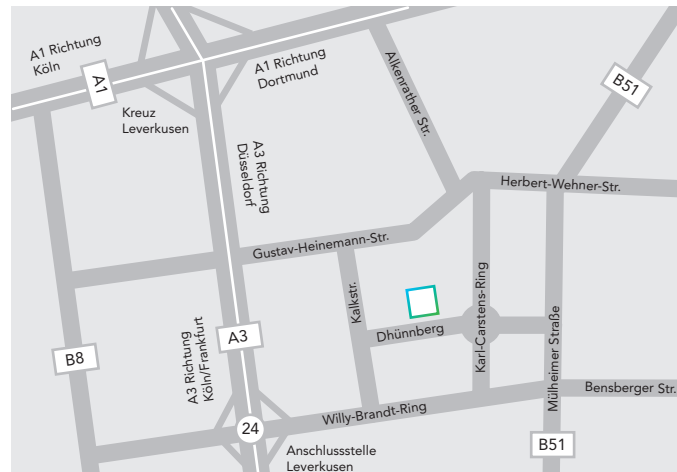 A1 Richtung
Köln
A1
Kreuz
Leverkusen
A1 Richtung
Dortmund
Alkenrather Str.
B51
A3 Richtung
Düsseldorf
Herbert-Wehner-Str.
Gustav-Heinemann-Str.
Kalkstr.
Dhünnberg
Karl-Carstens-Ring
Mülheimer Straße
A3 Richtung
Köln/Frankfurt
A3
B8
Bensberger Str.
Willy-Brandt-Ring
24
Anschlussstelle
Leverkusen
B51